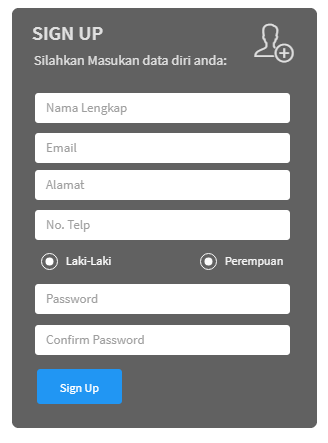 SIGN UP
Silahkan Masukan data diri anda:
Nama Lengkap
Email
Alamat
No. Telp
Laki-Laki Perempuan
Password
Confirm Password
Sign Up